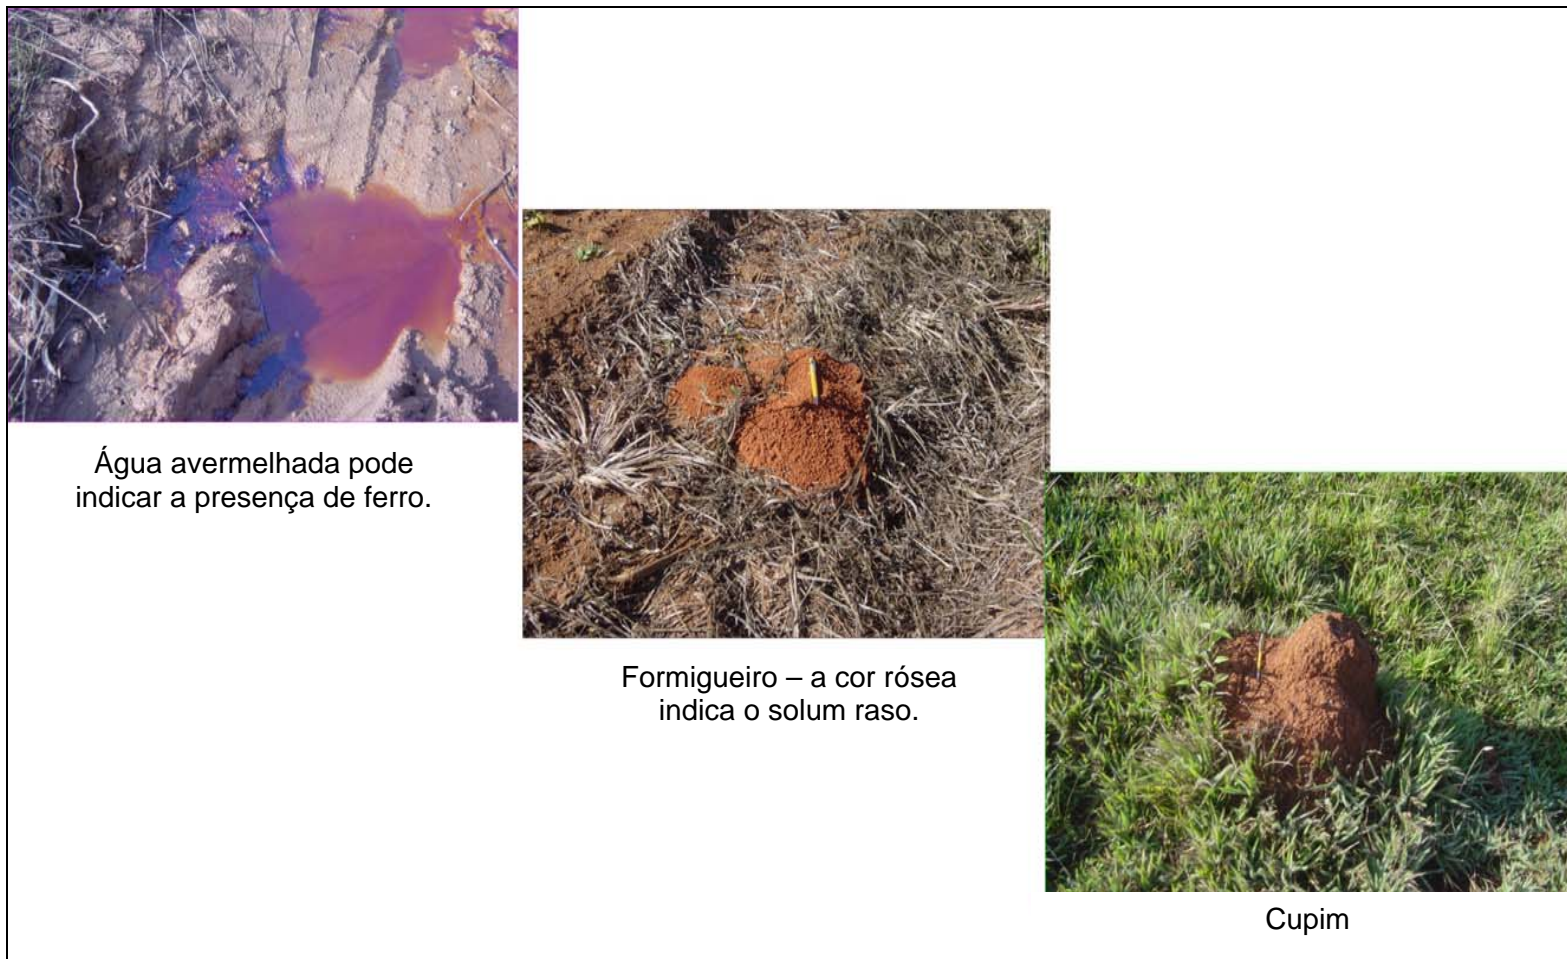 Água avermelhada pode
indicar a presença de ferro.
Formigueiro – a cor rósea
indica o solum raso.
Cupim